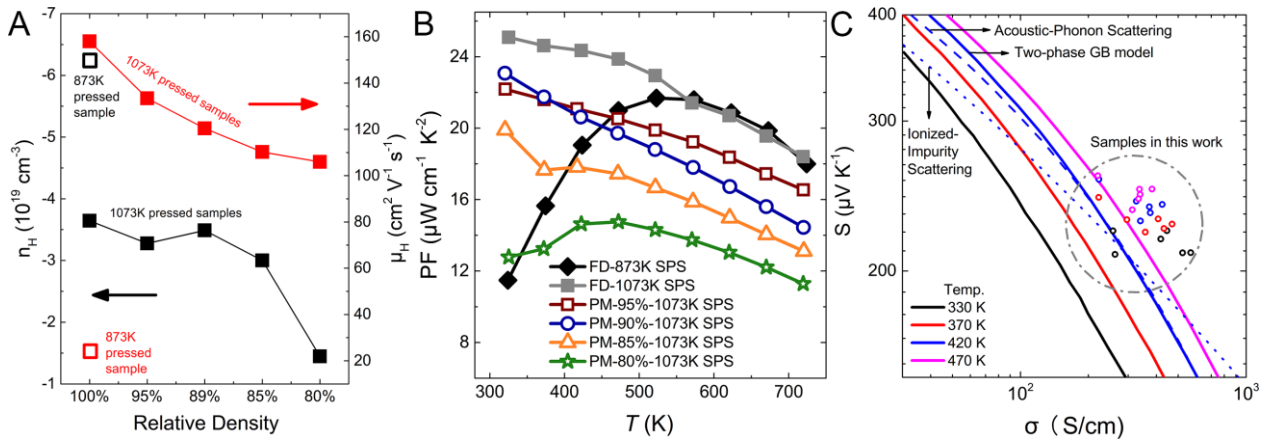 A
-7
-6
-5
-4
-3
-2
-1
n_H (10^19 cm^-3)
873K
pressed
sample
1073K pressed samples
1073K pressed samples
873K
pressed
sample
160
140
120
100
80
60
40
20
μ_H (cm^2 V^-1 s^-1)
100% 95% 89% 85% 80%
Relative Density
B
24
20
16
12
8
4
PF (μW cm^-1 K^-2)
FD-873K SPS
FD-1073K SPS
PM-95%-1073K SPS
PM-90%-1073K SPS
PM-85%-1073K SPS
PM-80%-1073K SPS
300 400 500 600 700
T (K)
C
400
300
200
S (μV K^-1)
Acoustic-Phonon Scattering
Two-phase GB model
Ionized-
Impurity
Scattering
Samples in this work
Temp.
330 K
370 K
420 K
470 K
10^2 10^3
σ ( S/cm)